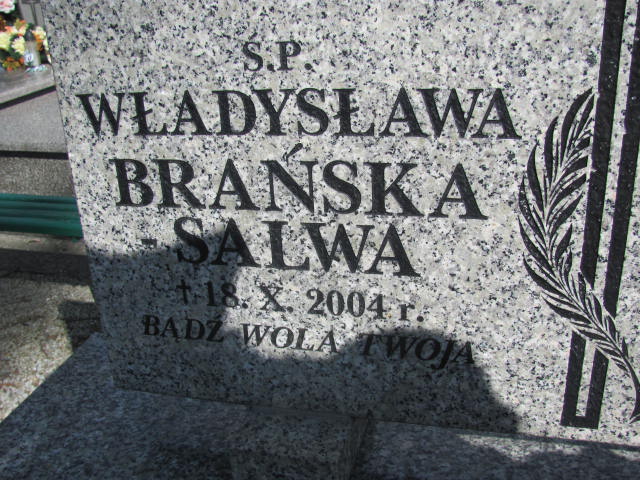 Ś.P.
WŁADYSŁAWA
BRAŃSKA
-SALWA
† 18. X. 2004 r.
BĄDŹ WOLA TWOJA